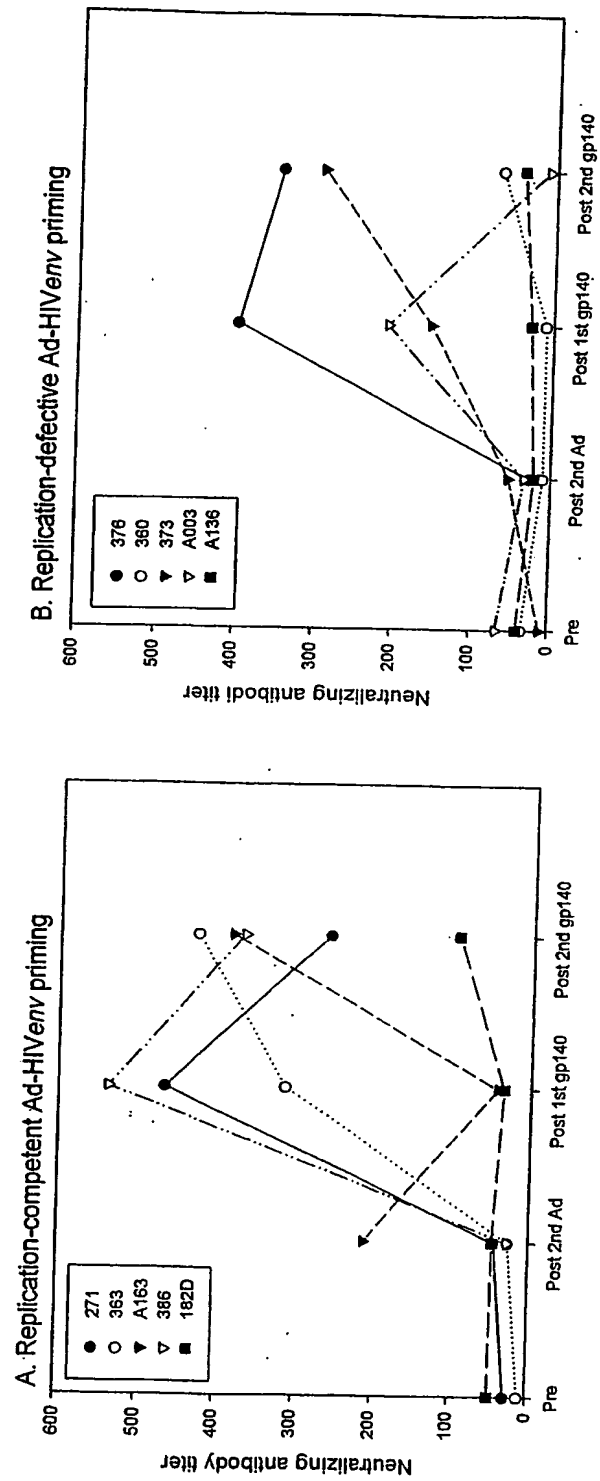 A. Replication-competent Ad-HIVenv priming
271
363
A163
386
182D
600
500
400
300
200
100
0
Neutralizing antibody titer
Pre
Post 2nd Ad
Post 1st gp140
Post 2nd gp140
B. Replication-defective Ad-HIVenv priming
376
360
373
A003
A136
600
500
400
300
200
100
0
Neutralizing antibodi titer
Pre
Post 2nd Ad
Post 1st gp140
Post 2nd gp140